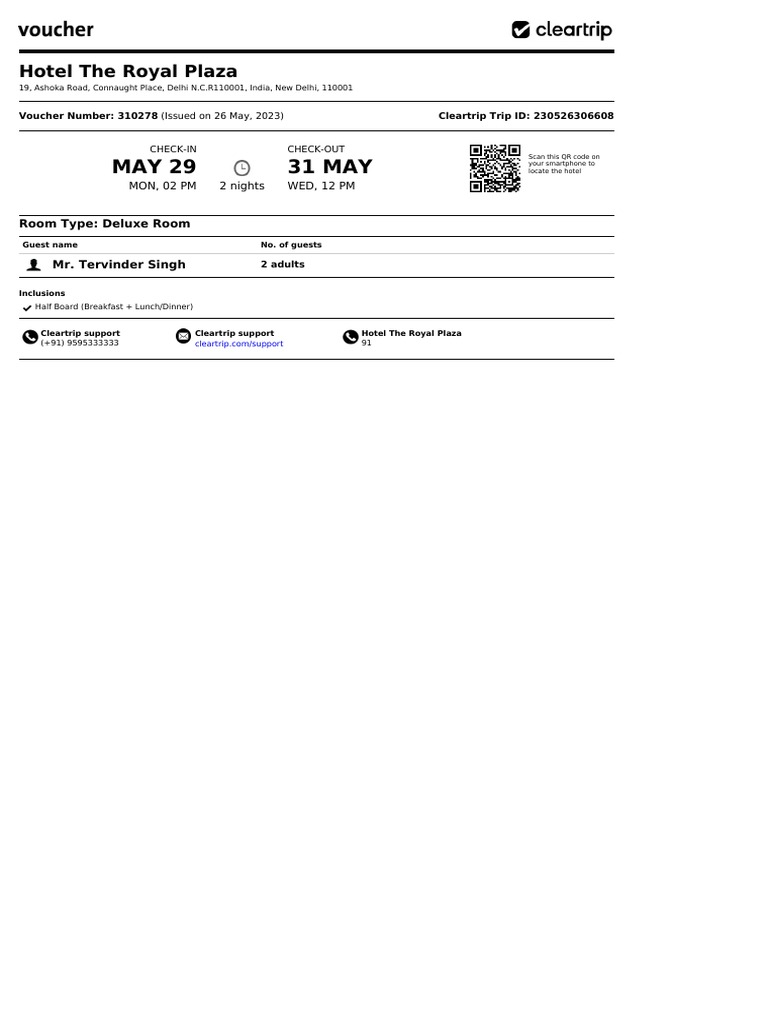 voucher
cleartrip
Hotel The Royal Plaza
19, Ashoka Road, Connaught Place, Delhi N.C.R110001, India, New Delhi, 110001
Voucher Number: 310278 (Issued on 26 May, 2023)
Cleartrip Trip ID: 230526306608
CHECK-IN
MAY 29
MON, 02 PM
2 nights
CHECK-OUT
31 MAY
WED, 12 PM
Scan this QR code on
your smartphone to
locate the hotel
Room Type: Deluxe Room
Guest name No. of guests
Mr. Tervinder Singh 2 adults
Inclusions
Half Board (Breakfast + Lunch/Dinner)
Cleartrip support
(+91) 9595333333
Cleartrip support
cleartrip.com/support
Hotel The Royal Plaza
91